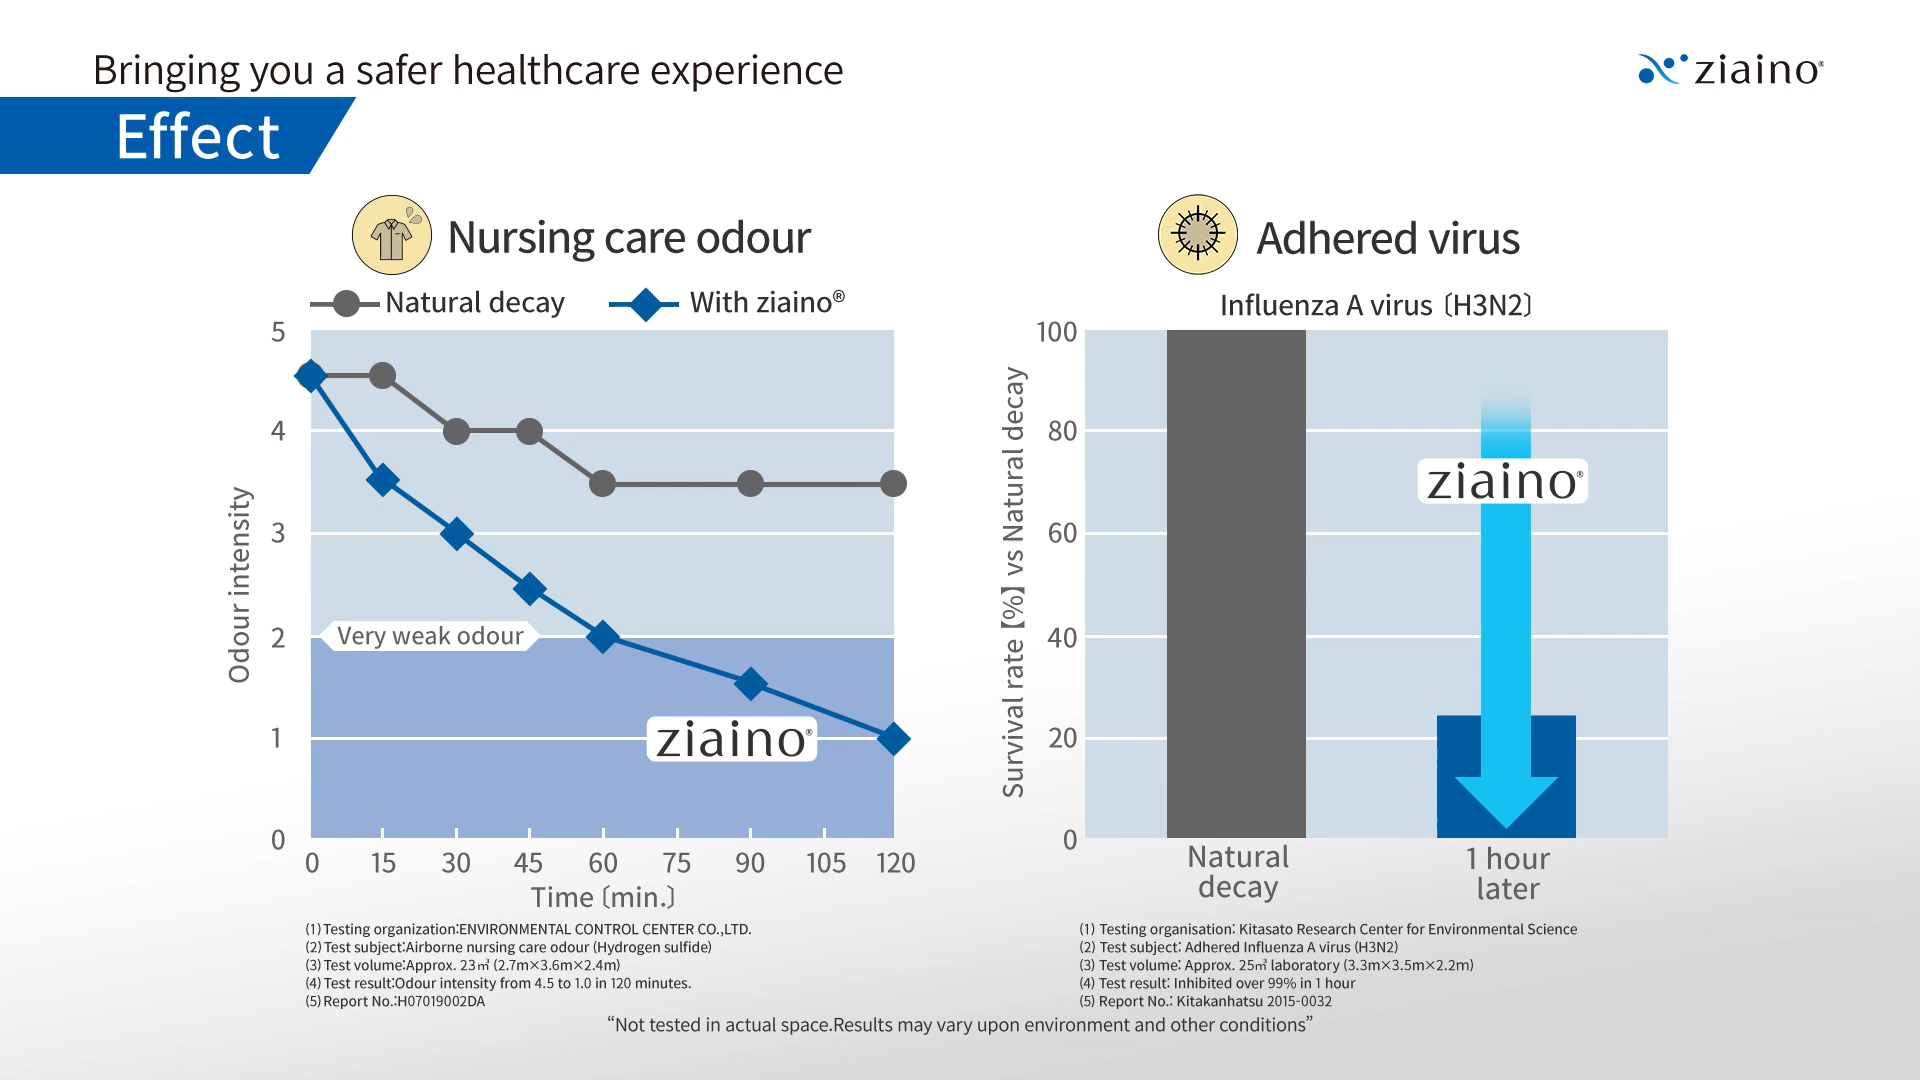 Bringing you a safer healthcare experience
ziaino®
Effect
Nursing care odour
Natural decay
With ziaino®
Odour intensity
5
4
3
2
1
0
Very weak odour
ziaino®
0 15 30 45 60 75 90 105 120
Time〔min.〕
(1)Testing organization:ENVIRONMENTAL CONTROL CENTER CO.,LTD.
(2)Test subject:Airborne nursing care odour (Hydrogen sulfide)
(3)Test volume:Approx. 23㎥ (2.7m×3.6m×2.4m)
(4)Test result:Odour intensity from 4.5 to 1.0 in 120 minutes.
(5)Report No.:H07019002DA
Adhered virus
Influenza A virus〔H3N2〕
Survival rate【%】vs Natural decay
100
80
60
40
20
0
ziaino®
Natural
decay
1 hour
later
(1) Testing organisation: Kitasato Research Center for Environmental Science
(2) Test subject: Adhered Influenza A virus (H3N2)
(3) Test volume: Approx. 25㎥ laboratory (3.3m×3.5m×2.2m)
(4) Test result: Inhibited over 99% in 1 hour
(5) Report No.: Kitakanhatsu 2015-0032
“Not tested in actual space.Results may vary upon environment and other conditions”